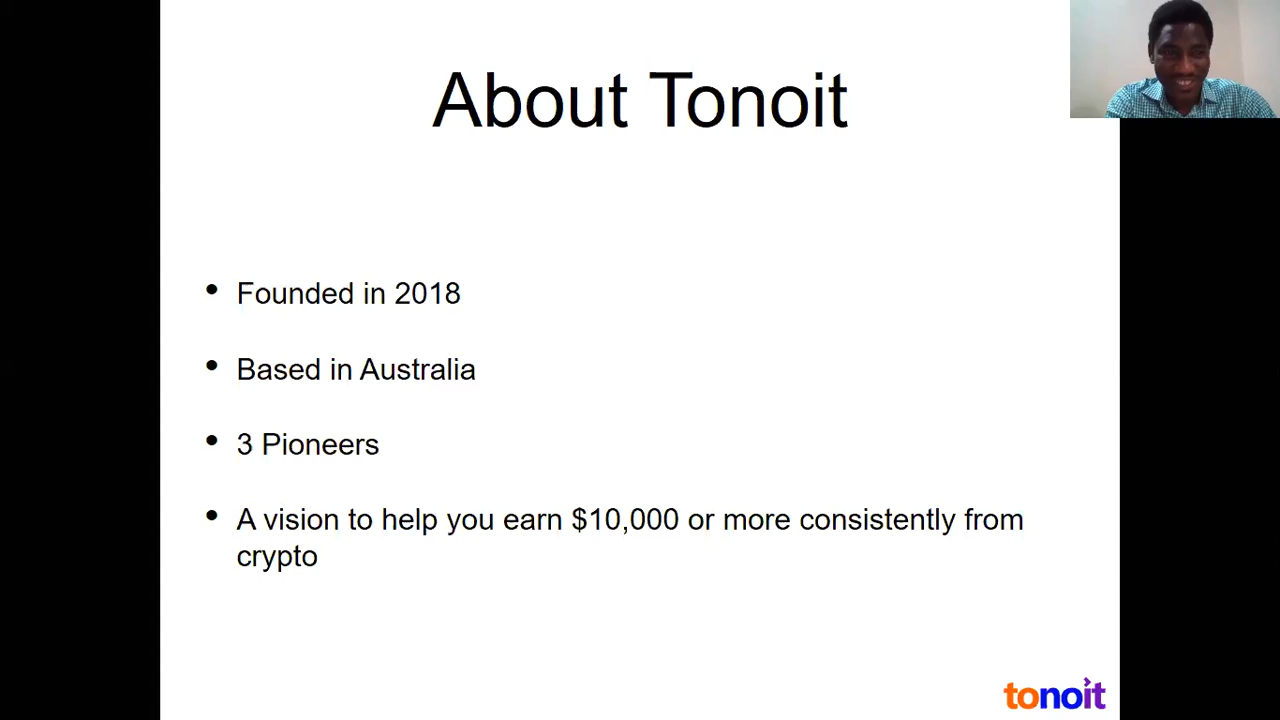 About Tonoit
• Founded in 2018
• Based in Australia
• 3 Pioneers
• A vision to help you earn $10,000 or more consistently from
crypto
tonoit